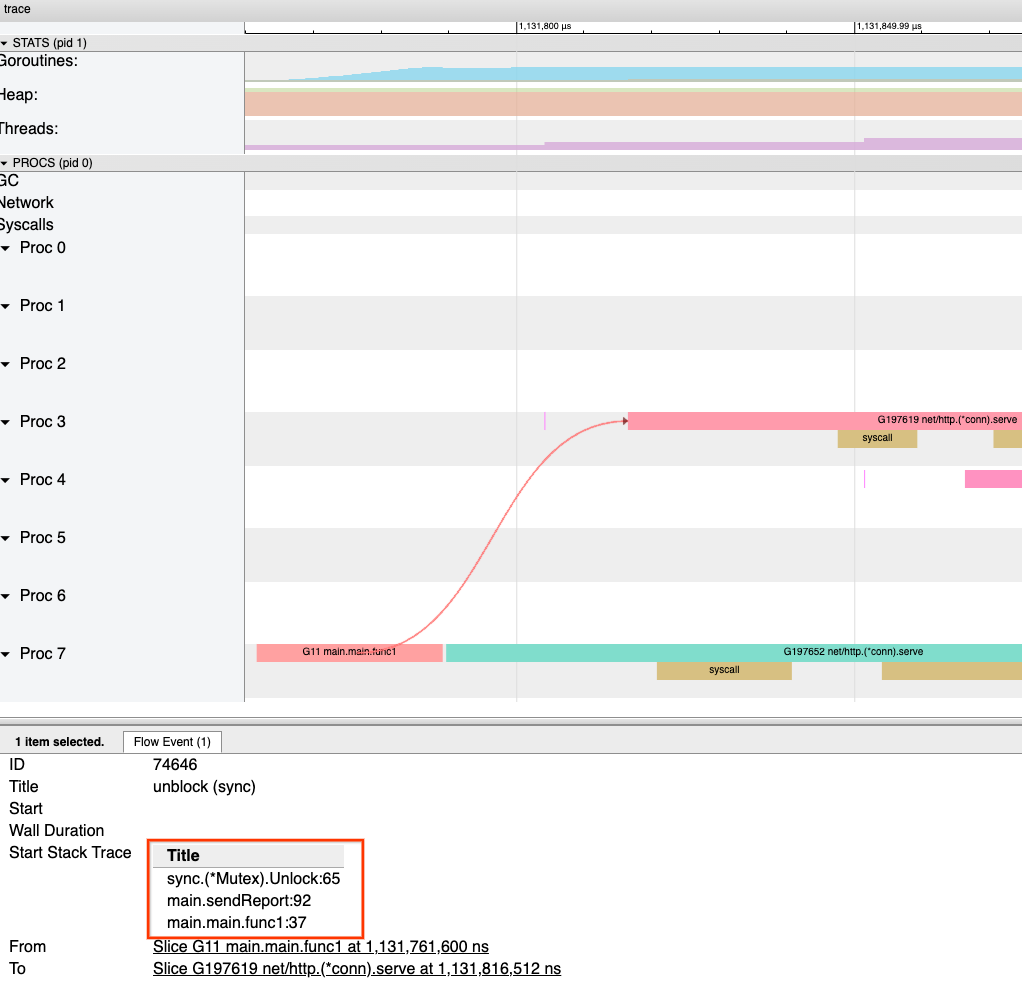 trace
1,131,800 µs
1,131,849.99 µs
STATS (pid 1)
Goroutines:
Heap:
Threads:
PROCS (pid 0)
GC
Network
Syscalls
Proc 0
Proc 1
Proc 2
Proc 3
G197619 net/http.(*conn).serve
syscall
Proc 4
Proc 5
Proc 6
Proc 7
G11 main.main.func1
G197652 net/http.(*conn).serve
syscall
1 item selected.
Flow Event (1)
ID 74646
Title unblock (sync)
Start
Wall Duration
Start Stack Trace Title
sync.(*Mutex).Unlock:65
main.sendReport:92
main.main.func1:37
From Slice G11 main.main.func1 at 1,131,761,600 ns
To Slice G197619 net/http.(*conn).serve at 1,131,816,512 ns